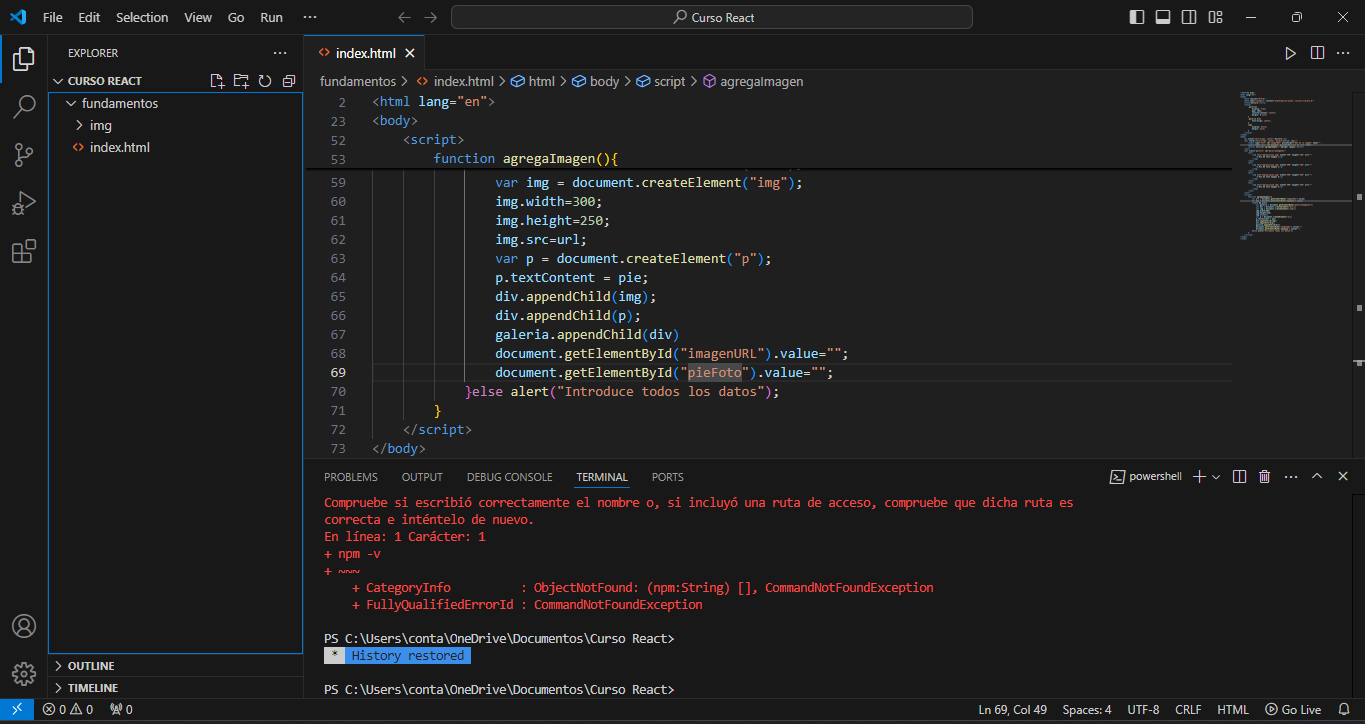 File Edit Selection View Go Run ···
Curso React
EXPLORER
CURSO REACT
fundamentos
img
index.html
OUTLINE
TIMELINE
index.html
fundamentos > index.html > html > body > script > agregaImagen
2 <html lang="en">
23 <body>
52 <script>
53 function agregaImagen(){
59 var img = document.createElement("img");
60 img.width=300;
61 img.height=250;
62 img.src=url;
63 var p = document.createElement("p");
64 p.textContent = pie;
65 div.appendChild(img);
66 div.appendChild(p);
67 galeria.appendChild(div)
68 document.getElementById("imagenURL").value="";
69 document.getElementById("pieFoto").value="";
70 }else alert("Introduce todos los datos");
71 }
72 </script>
73 </body>
PROBLEMS OUTPUT DEBUG CONSOLE TERMINAL PORTS
powershell
Compruebe si escribió correctamente el nombre o, si incluyó una ruta de acceso, compruebe que dicha ruta es
correcta e inténtelo de nuevo.
En línea: 1 Carácter: 1
+ npm -v
+ ~~~
+ CategoryInfo : ObjectNotFound: (npm:String) [], CommandNotFoundException
+ FullyQualifiedErrorId : CommandNotFoundException
PS C:\Users\conta\OneDrive\Documentos\Curso React>
* History restored
PS C:\Users\conta\OneDrive\Documentos\Curso React>
0 0 0 Ln 69, Col 49 Spaces: 4 UTF-8 CRLF HTML Go Live